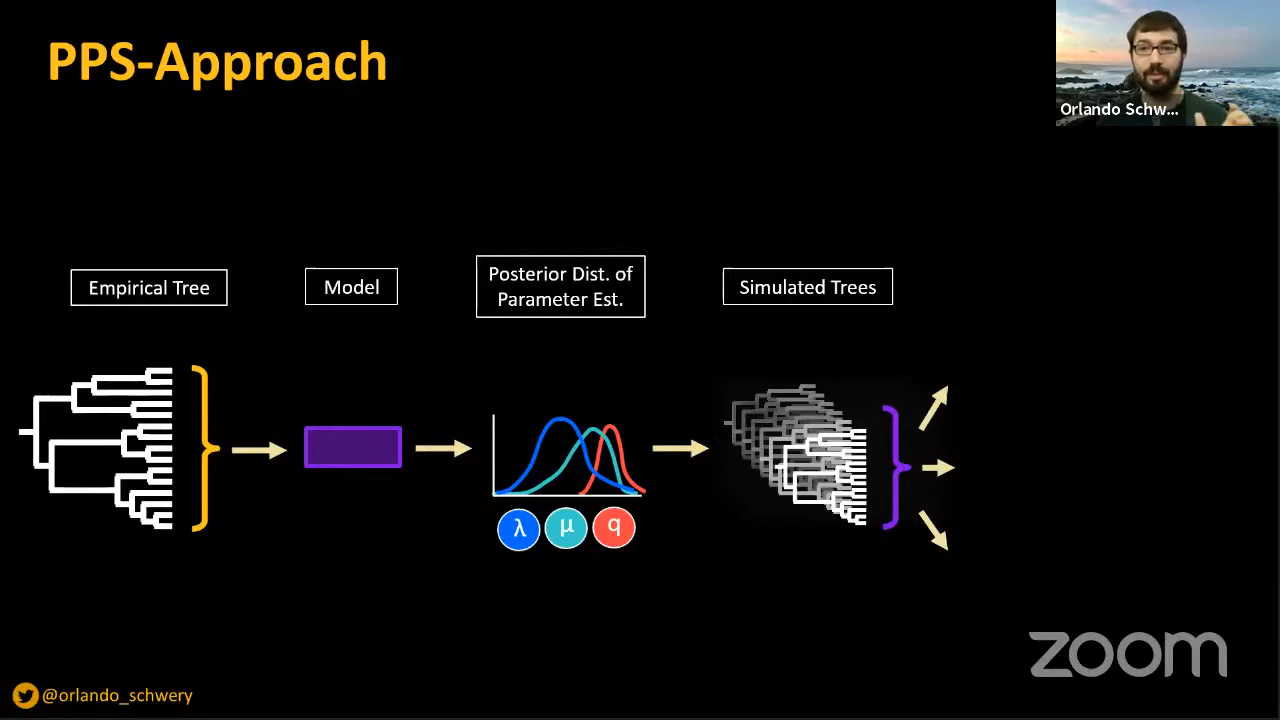 PPS-Approach
Orlando Schw...
Empirical Tree
Model
Posterior Dist. of
Parameter Est.
Simulated Trees
λ
μ
q
zoom
@orlando_schwery